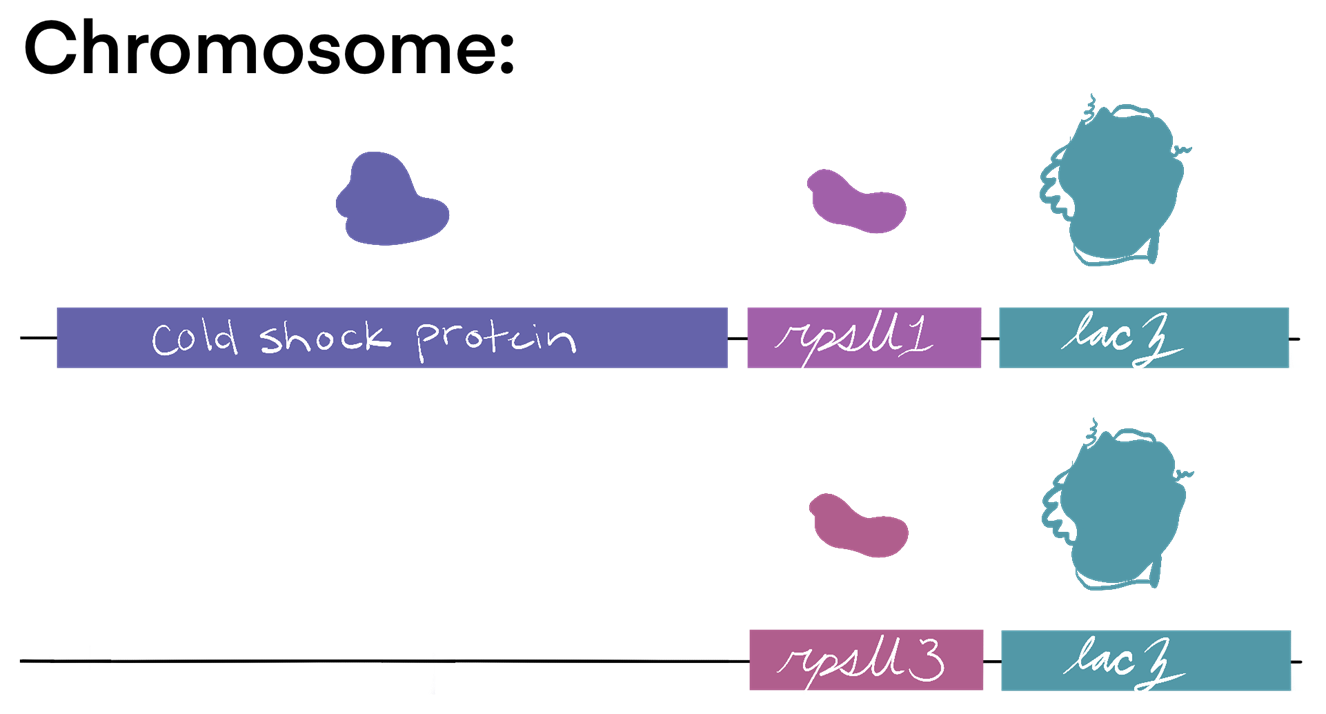 Chromosome:
cold shock protein rpsU1 lacZ
rpsU3 lacZ